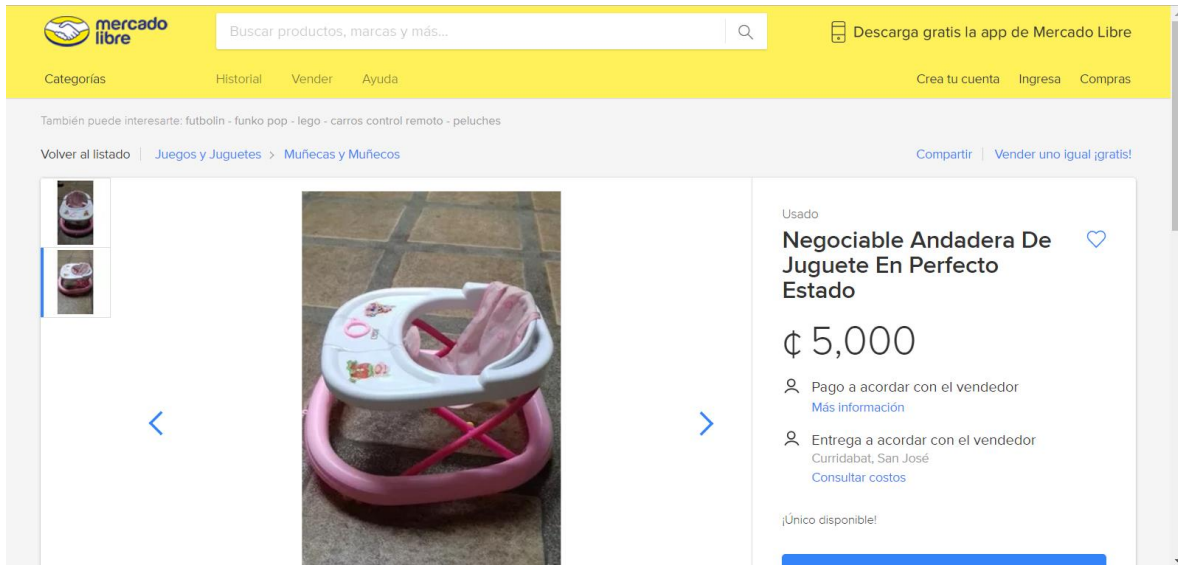 mercado
libre
Buscar productos, marcas y más...
Descarga gratis la app de Mercado Libre
Categorías
Historial
Vender
Ayuda
Crea tu cuenta
Ingresa
Compras
También puede interesarte: futbolin - funko pop - lego - carros control remoto - peluches
Volver al listado
Juegos y Juguetes > Muñecas y Muñecos
Compartir
Vender uno igual ¡gratis!
Usado
Negociable Andadera De
Juguete En Perfecto
Estado
₡ 5,000
Pago a acordar con el vendedor
Más información
Entrega a acordar con el vendedor
Curridabat, San José
Consultar costos
¡Único disponible!